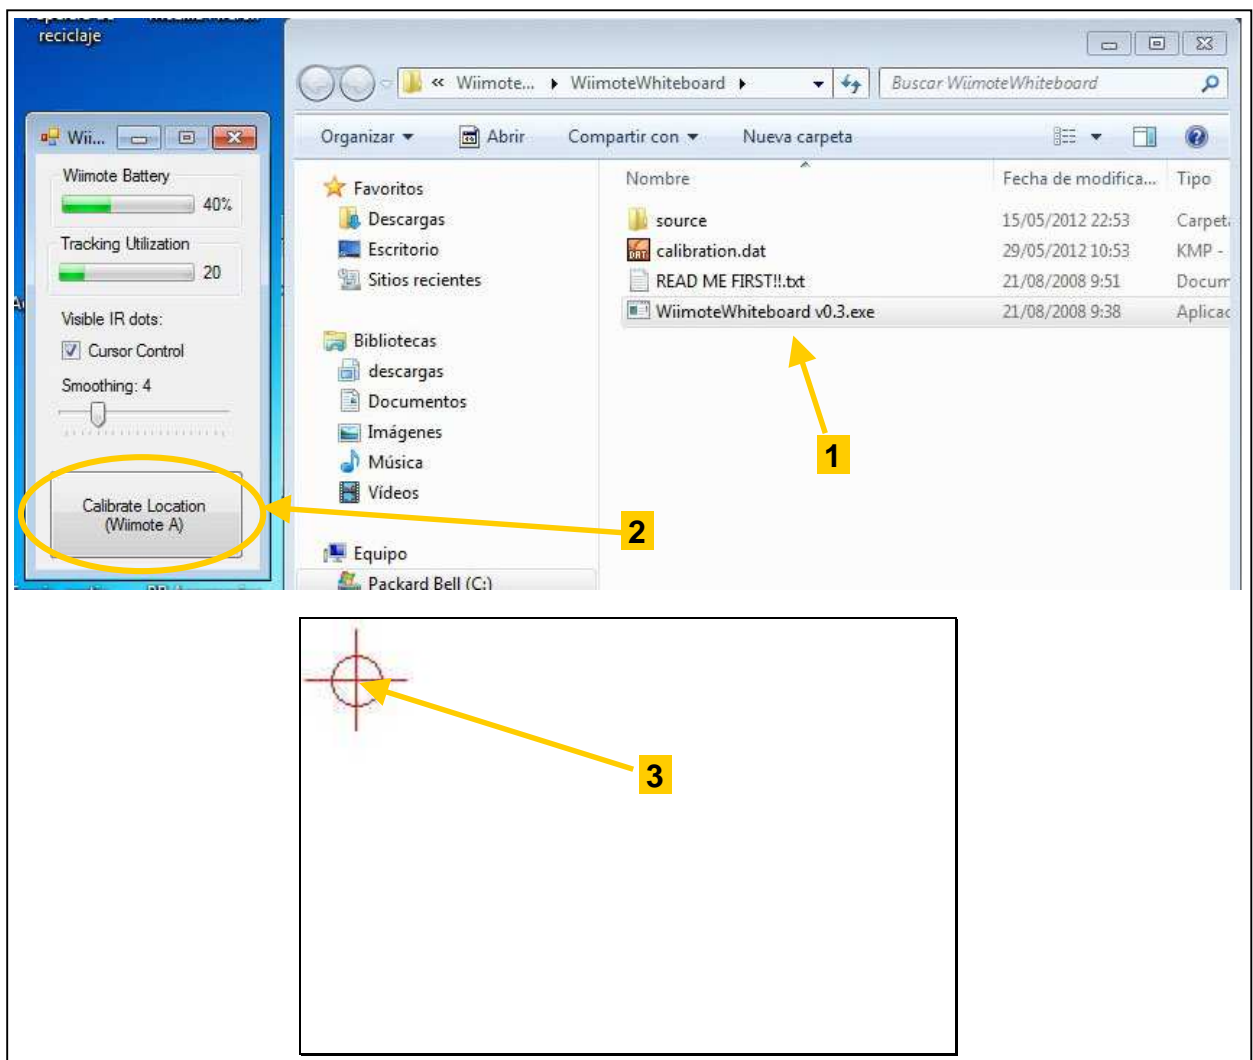 reciclaje
« Wiimote... WiimoteWhiteboard
Buscar WiimoteWhiteboard
Wii...
Organizar
Abrir
Compartir con
Nueva carpeta
Wiimote Battery
40%
Tracking Utilization
20
Visible IR dots:
Cursor Control
Smoothing: 4
Calibrate Location
(Wiimote A)
Favoritos
Descargas
Escritorio
Sitios recientes
Bibliotecas
descargas
Documentos
Imágenes
Música
Vídeos
Equipo
Packard Bell (C:)
Nombre Fecha de modifica... Tipo
source 15/05/2012 22:53 Carpeta
calibration.dat 29/05/2012 10:53 KMP -
READ ME FIRST!!.txt 21/08/2008 9:51 Docum
WiimoteWhiteboard v0.3.exe 21/08/2008 9:38 Aplicac
1
2
3